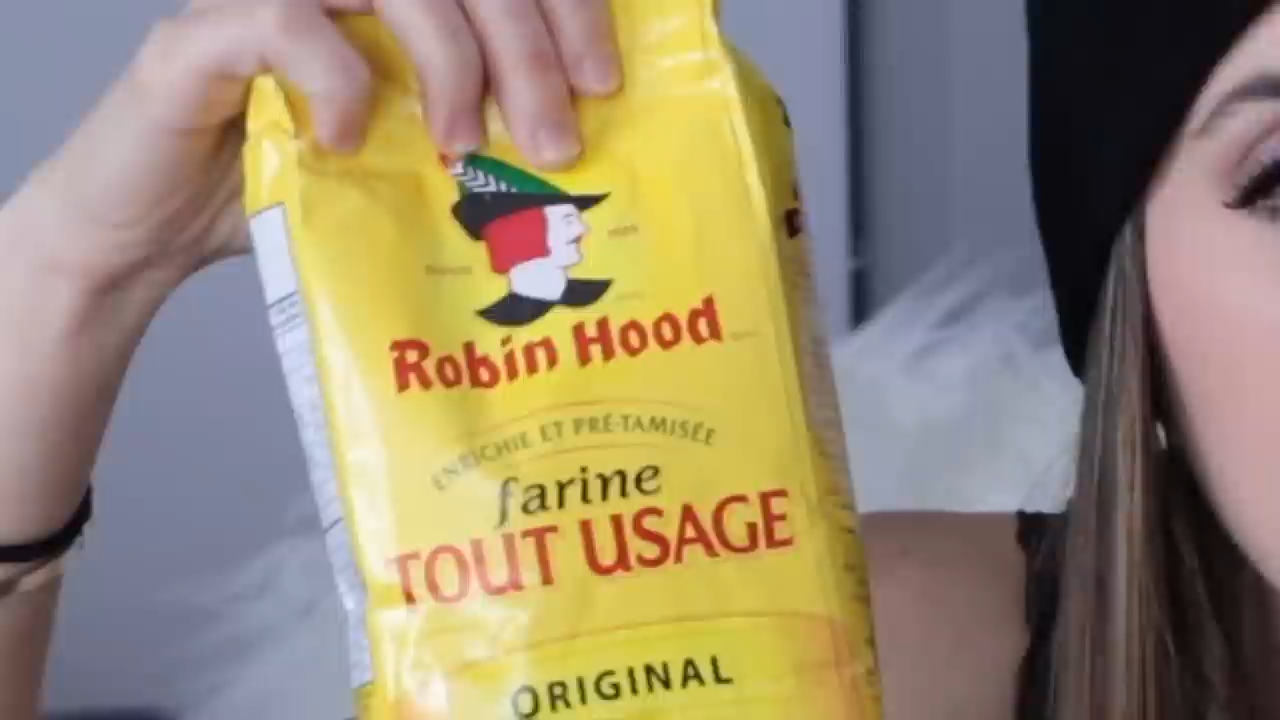 Robin Hood
ENRICHIE ET PRÉ-TAMISÉE
farine
TOUT USAGE
ORIGINAL